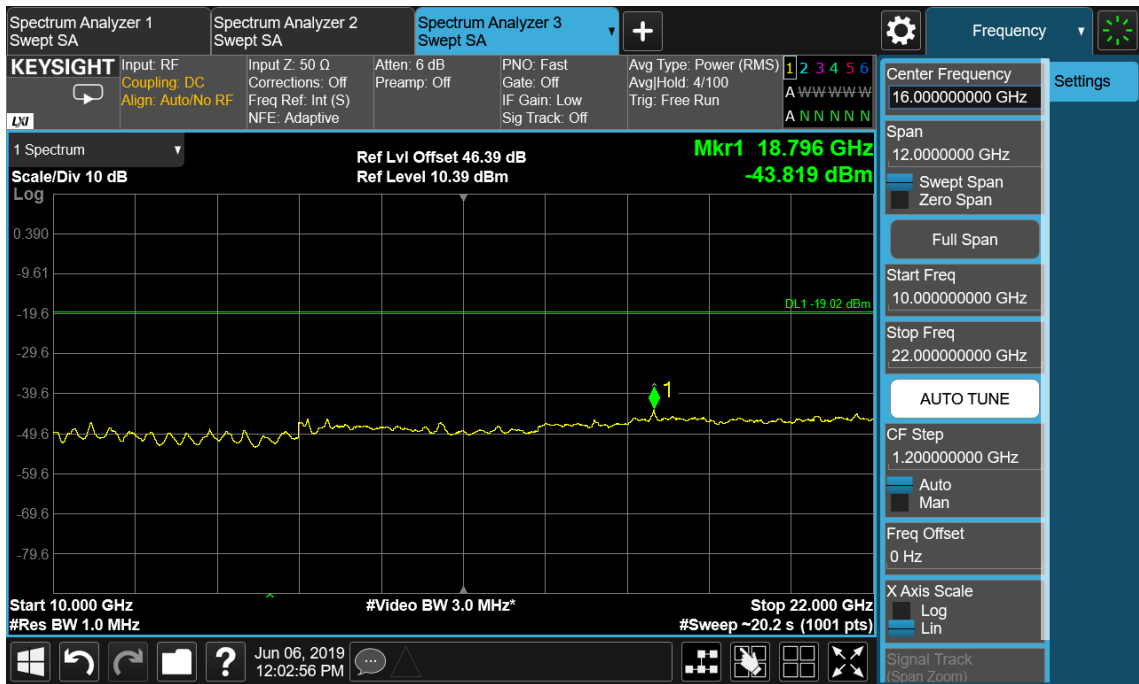 Spectrum Analyzer 1
Swept SA
Spectrum Analyzer 2
Swept SA
Spectrum Analyzer 3
Swept SA
Frequency
KEYSIGHT
LXI
Input: RF
Coupling: DC
Align: Auto/No RF
Input Z: 50 Ω
Corrections: Off
Freq Ref: Int (S)
NFE: Adaptive
Atten: 6 dB
Preamp: Off
PNO: Fast
Gate: Off
IF Gain: Low
Sig Track: Off
Avg Type: Power (RMS)
Avg|Hold: 4/100
Trig: Free Run
1 2 3 4 5 6
A W W W W W
A N N N N N
1 Spectrum
Scale/Div 10 dB
Ref Lvl Offset 46.39 dB
Ref Level 10.39 dBm
Mkr1 18.796 GHz
-43.819 dBm
Log
0.390
-9.61
-19.6
-29.6
-39.6
-49.6
-59.6
-69.6
-79.6
DL1 -19.02 dBm
1
Start 10.000 GHz
#Res BW 1.0 MHz
#Video BW 3.0 MHz*
Stop 22.000 GHz
#Sweep ~20.2 s (1001 pts)
Center Frequency
16.000000000 GHz
Settings
Span
12.0000000 GHz
Swept Span
Zero Span
Full Span
Start Freq
10.000000000 GHz
Stop Freq
22.000000000 GHz
AUTO TUNE
CF Step
1.200000000 GHz
Auto
Man
Freq Offset
0 Hz
X Axis Scale
Log
Lin
Signal Track
(Span Zoom)
?
Jun 06, 2019
12:02:56 PM